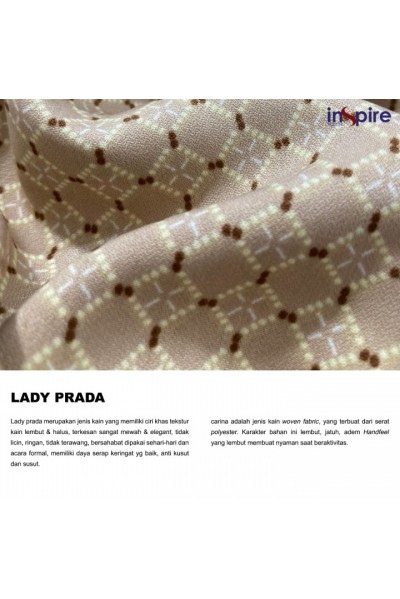 inspire
LADY PRADA
Lady prada merupakan jenis kain yang memiliki ciri khas tekstur
kain lembut & halus, terkesan sangat mewah & elegant, tidak
licin, ringan, tidak terawang, bersahabat dipakai sehari-hari dan
acara formal, memiliki daya serap keringat yg baik, anti kusut
dan susut.
carina adalah jenis kain woven fabric, yang terbuat dari serat
polyester. Karakter bahan ini lembut, jatuh, adem Handfeel
yang lembut membuat nyaman saat beraktivitas.